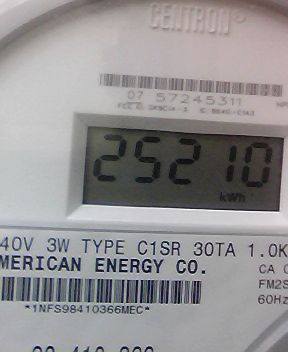 CENTRON®
07 57245311
25210
kWh
40V 3W TYPE C1SR 30TA 1.0K
MERICAN ENERGY CO.
CA 0
FM2S
60Hz
*1NFS98410366MEC*